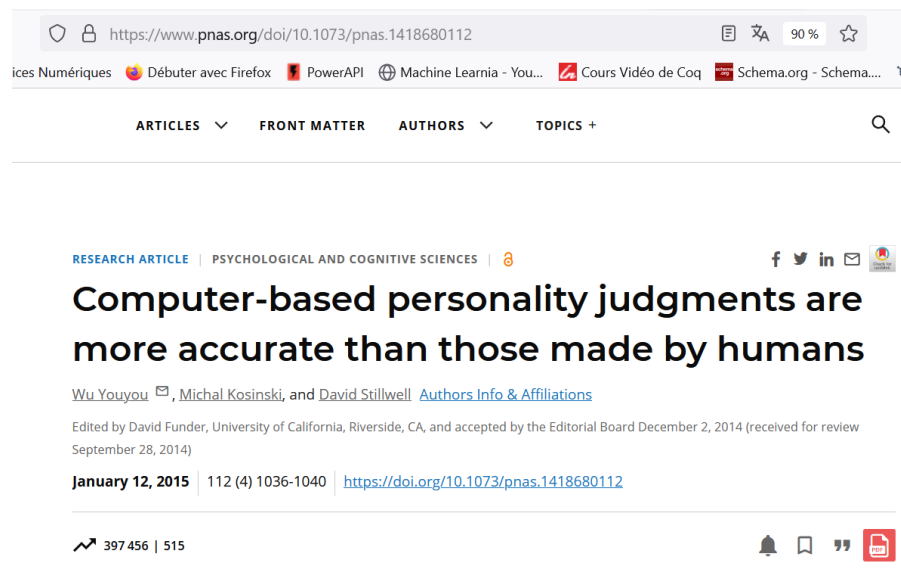 https://www.pnas.org/doi/10.1073/pnas.1418680112 90 %
ices Numériques Débuter avec Firefox PowerAPI Machine Learnia - You... Cours Vidéo de Coq Schema.org - Schema....
ARTICLES FRONT MATTER AUTHORS TOPICS +
RESEARCH ARTICLE | PSYCHOLOGICAL AND COGNITIVE SCIENCES |
Computer-based personality judgments are
more accurate than those made by humans
Wu Youyou , Michal Kosinski, and David Stillwell Authors Info & Affiliations
Edited by David Funder, University of California, Riverside, CA, and accepted by the Editorial Board December 2, 2014 (received for review
September 28, 2014)
January 12, 2015 | 112 (4) 1036-1040 | https://doi.org/10.1073/pnas.1418680112
397 456 | 515
PDF